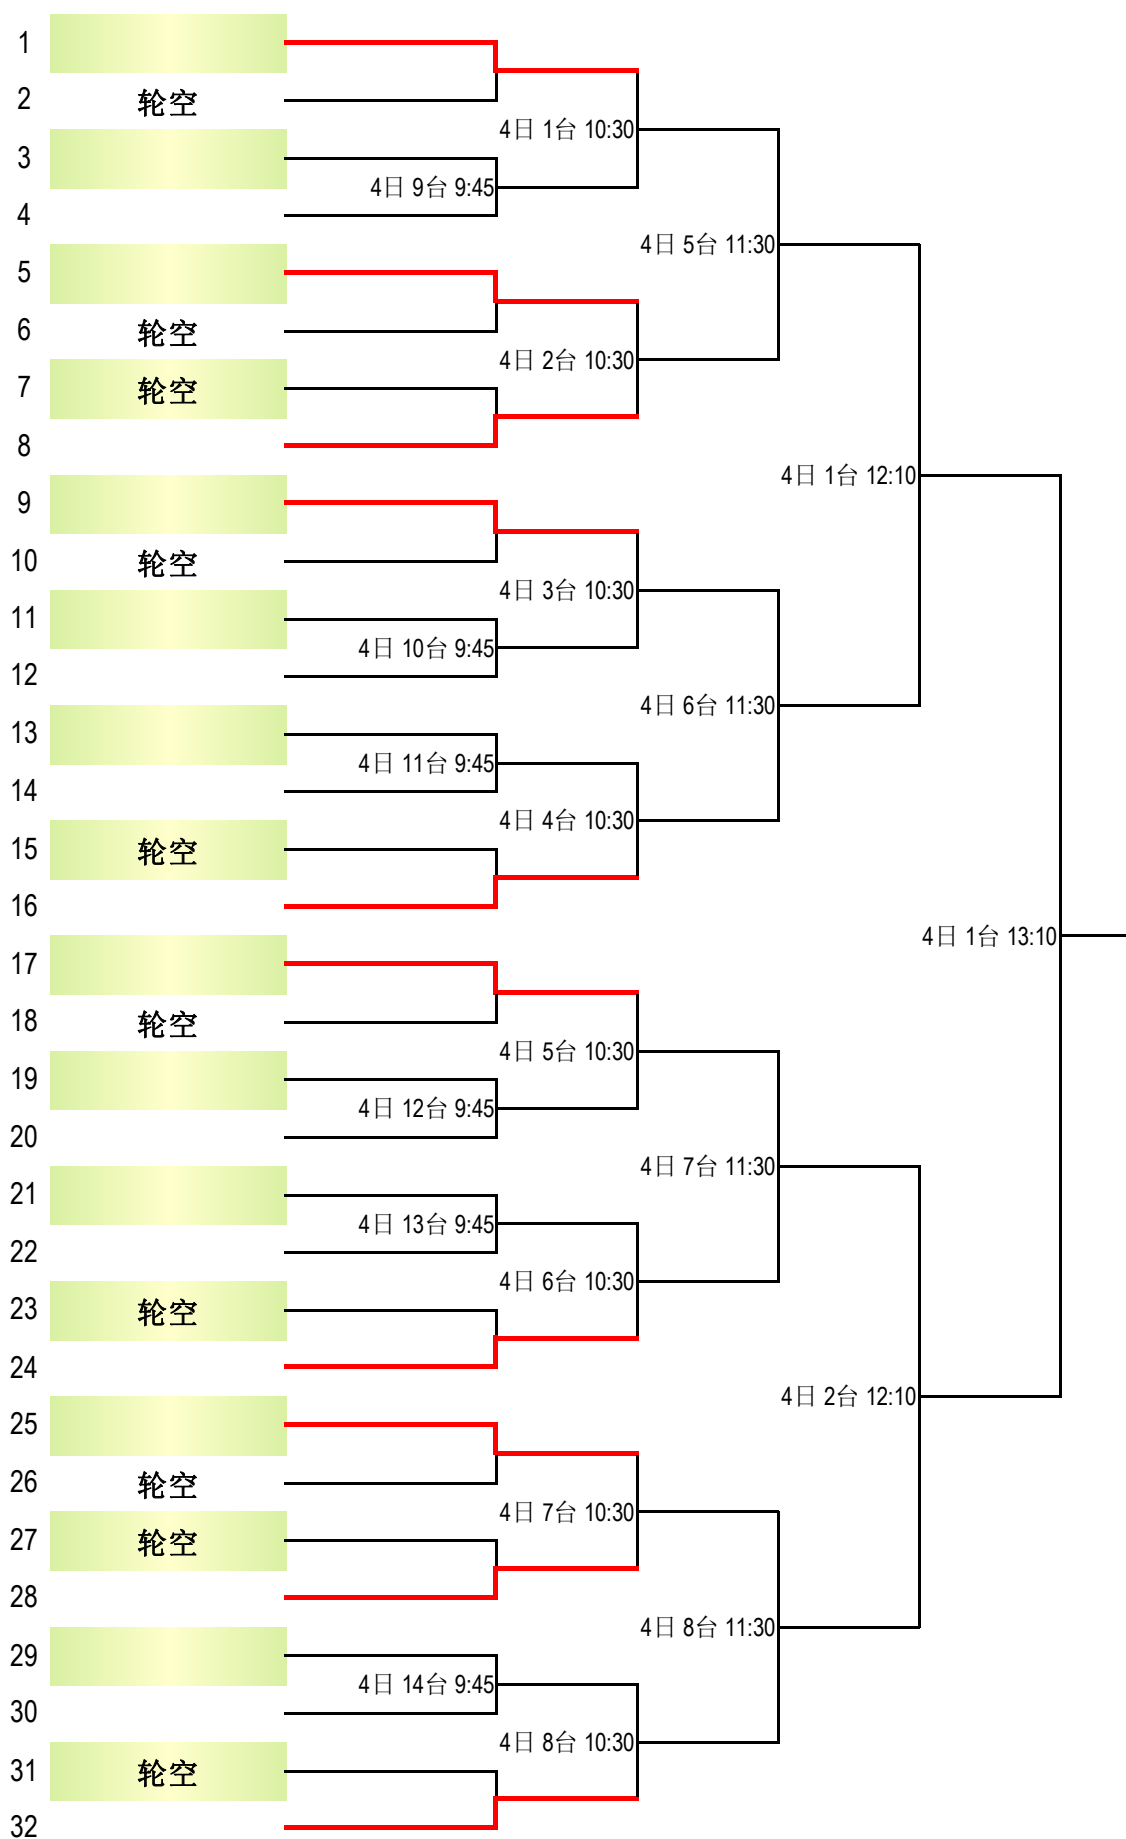 1
2 轮空
4日 1台 10:30
3
4日 9台 9:45
4
4日 5台 11:30
5
6 轮空
4日 2台 10:30
7 轮空
8
4日 1台 12:10
9
10 轮空
4日 3台 10:30
11
4日 10台 9:45
12
4日 6台 11:30
13
4日 11台 9:45
14
4日 4台 10:30
15 轮空
16
4日 1台 13:10
17
18 轮空
4日 5台 10:30
19
4日 12台 9:45
20
4日 7台 11:30
21
4日 13台 9:45
22
4日 6台 10:30
23 轮空
24
4日 2台 12:10
25
26 轮空
4日 7台 10:30
27 轮空
28
4日 8台 11:30
29
4日 14台 9:45
30
4日 8台 10:30
31 轮空
32